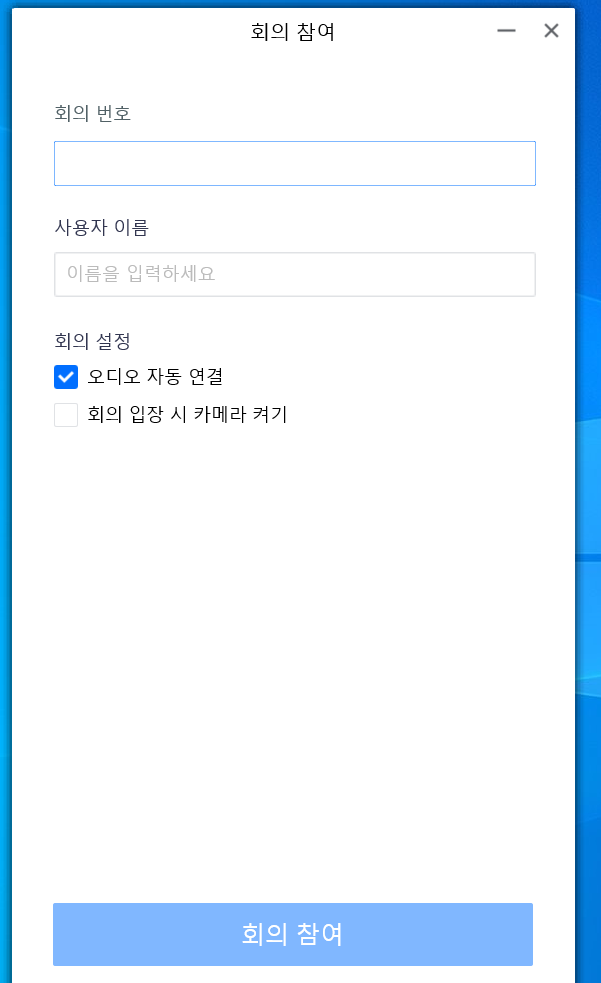 회의 참여
회의 번호
사용자 이름
이름을 입력하세요
회의 설정
오디오 자동 연결
회의 입장 시 카메라 켜기
회의 참여